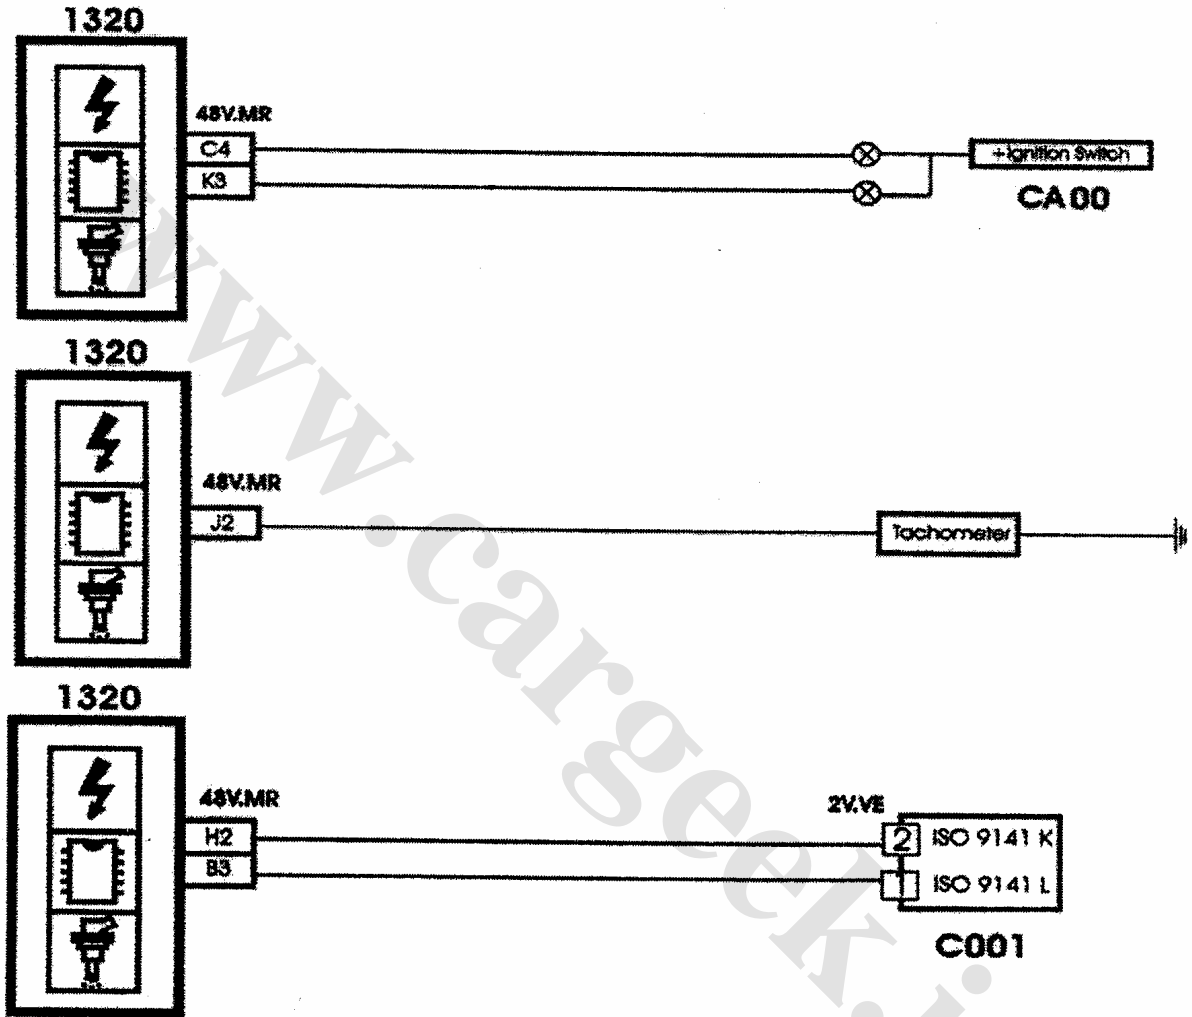 1320
48V.MR
C4
K3
+Ignition Switch
CA00
1320
48V.MR
J2
Tachometer
1320
48V.MR
H2
B3
2V.VE
2 ISO 9141 K
ISO 9141 L
C001
www.cargeek.i